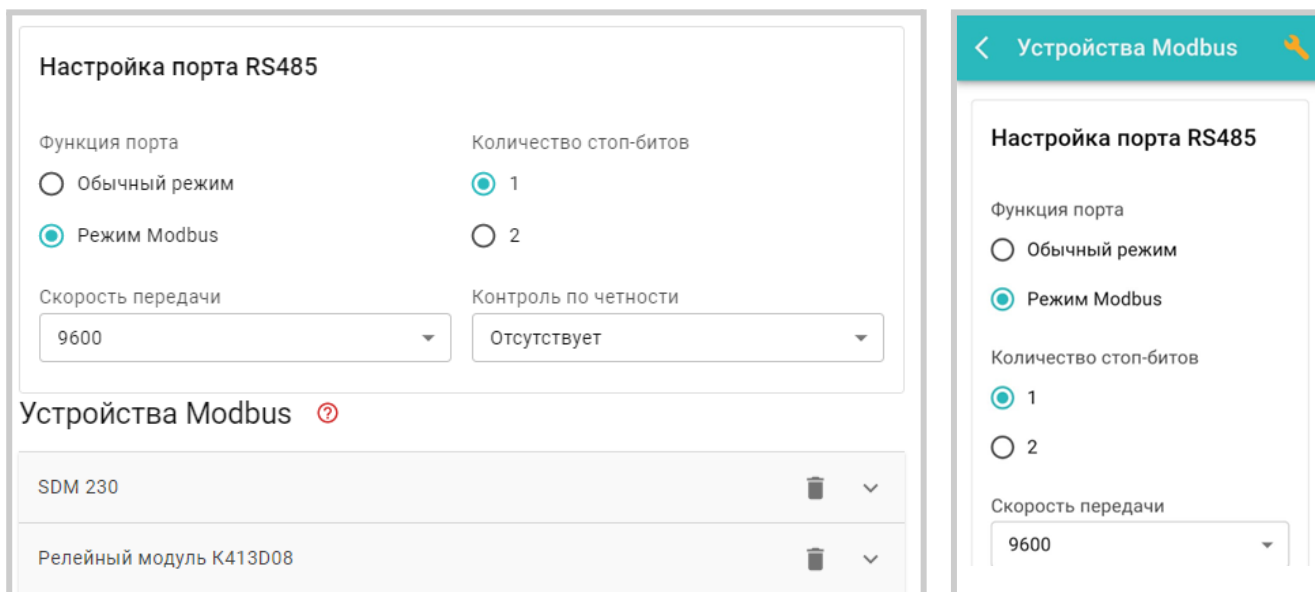 Настройка порта RS485
Функция порта
Обычный режим
Режим Modbus
Количество стоп-битов
1
2
Скорость передачи
9600
Контроль по четности
Отсутствует
Устройства Modbus
SDM 230
Релейный модуль K413D08
Устройства Modbus
Настройка порта RS485
Функция порта
Обычный режим
Режим Modbus
Количество стоп-битов
1
2
Скорость передачи
9600